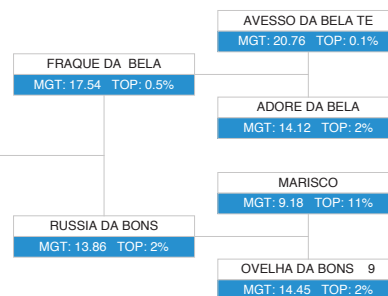 AVESSO DA BELA TE
MGT: 20.76 TOP: 0.1%
FRAQUE DA BELA
MGT: 17.54 TOP: 0.5%
ADORE DA BELA
MGT: 14.12 TOP: 2%
MARISCO
MGT: 9.18 TOP: 11%
RUSSIA DA BONS
MGT: 13.86 TOP: 2%
OVELHA DA BONS 9
MGT: 14.45 TOP: 2%